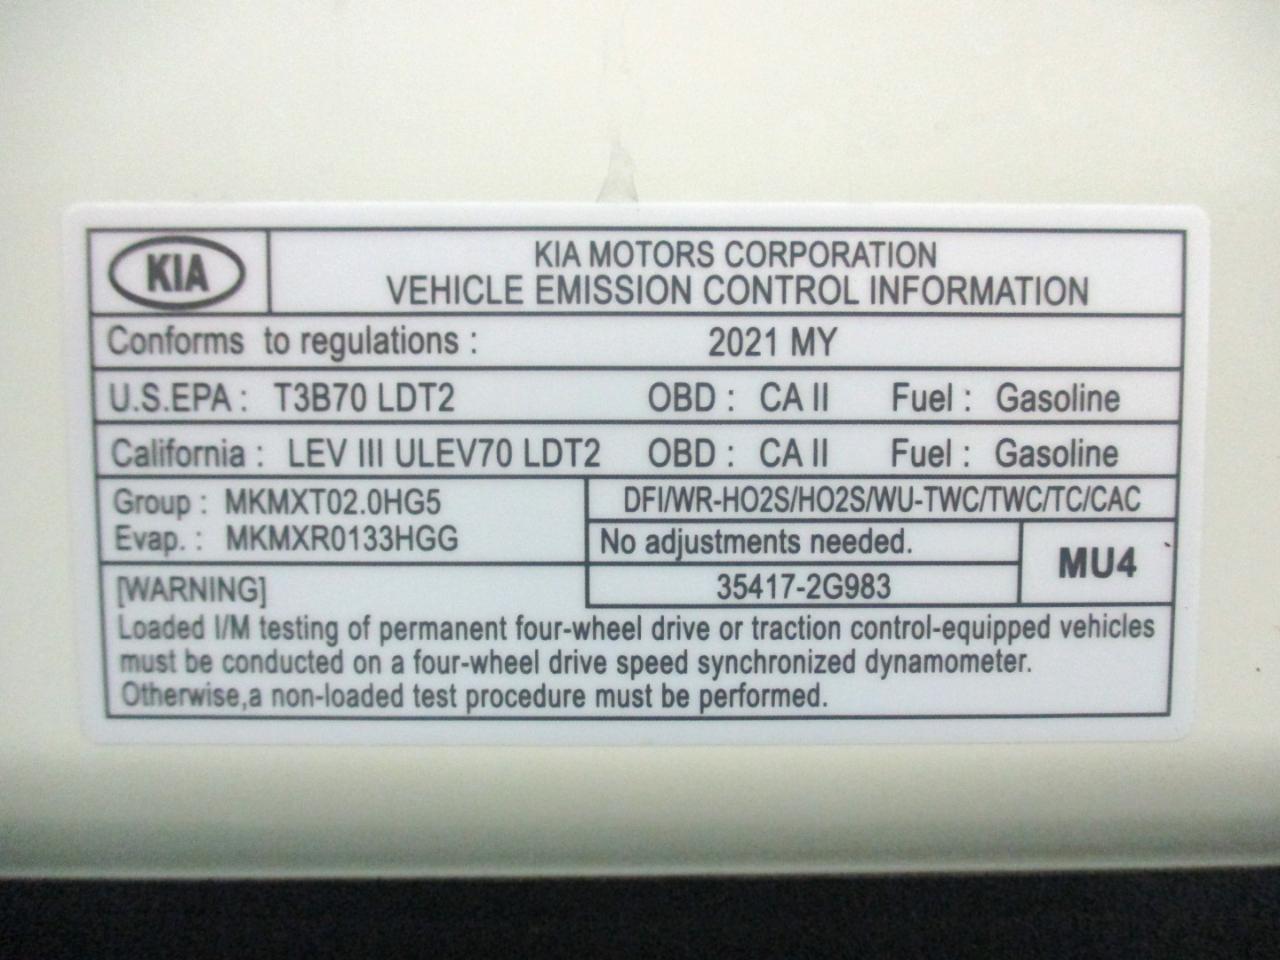 KIA
KIA MOTORS CORPORATION
VEHICLE EMISSION CONTROL INFORMATION
Conforms to regulations : 2021 MY
U.S.EPA : T3B70 LDT2 OBD : CA II Fuel : Gasoline
California : LEV III ULEV70 LDT2 OBD : CA II Fuel : Gasoline
Group : MKMXT02.0HG5
Evap. : MKMXR0133HGG
DFI/WR-HO2S/HO2S/WU-TWC/TWC/TC/CAC
No adjustments needed.
35417-2G983
MU4
[WARNING]
Loaded I/M testing of permanent four-wheel drive or traction control-equipped vehicles
must be conducted on a four-wheel drive speed synchronized dynamometer.
Otherwise,a non-loaded test procedure must be performed.